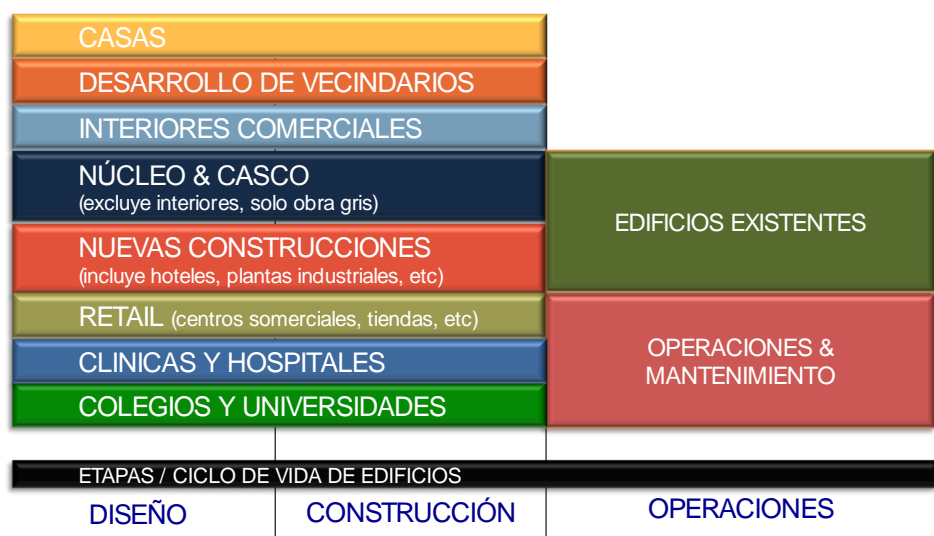 CASAS
DESARROLLO DE VECINDARIOS
INTERIORES COMERCIALES
NÚCLEO & CASCO
(excluye interiores, solo obra gris)
NUEVAS CONSTRUCCIONES
(incluye hoteles, plantas industriales, etc)
EDIFICIOS EXISTENTES
RETAIL (centros somerciales, tiendas, etc)
CLINICAS Y HOSPITALES
COLEGIOS Y UNIVERSIDADES
OPERACIONES &
MANTENIMIENTO
ETAPAS / CICLO DE VIDA DE EDIFICIOS
DISEÑO
CONSTRUCCIÓN
OPERACIONES